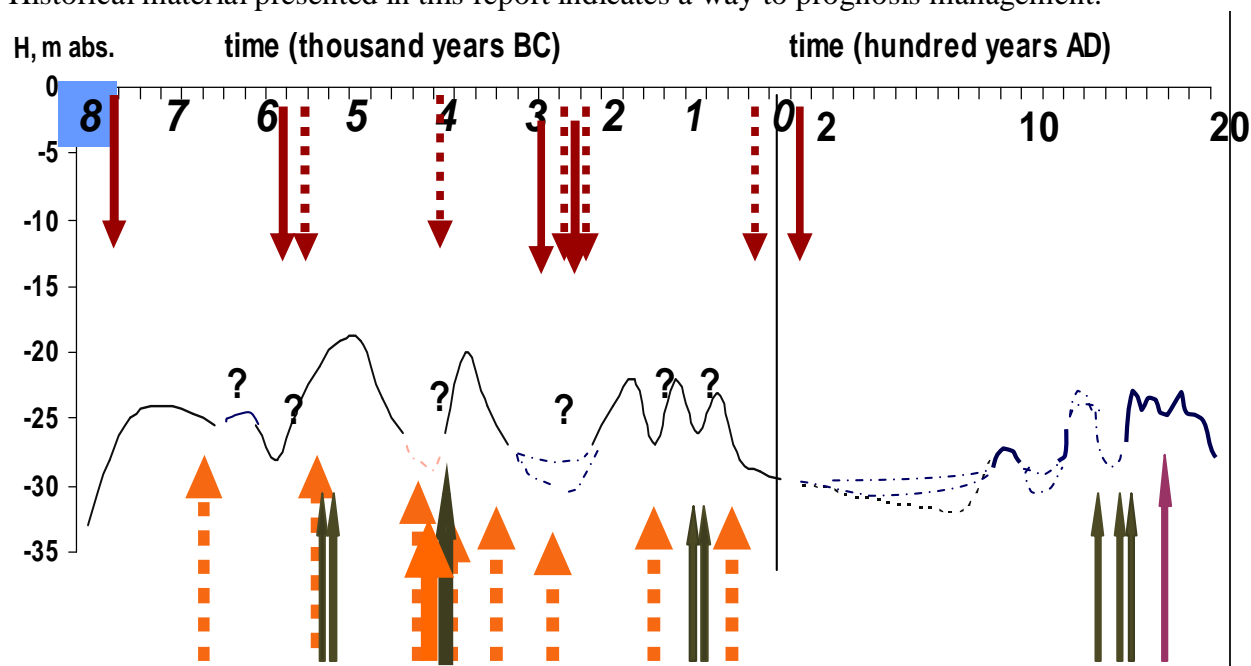 Historical material presented in this report indicates a way to prognosis management.
H, m abs. time (thousand years BC) time (hundred years AD)
0
8 7 6 5 4 3 2 1 0 2 10 20
-5
-10
-15
-20
? ? ? ? ? ?
-25
-30
-35